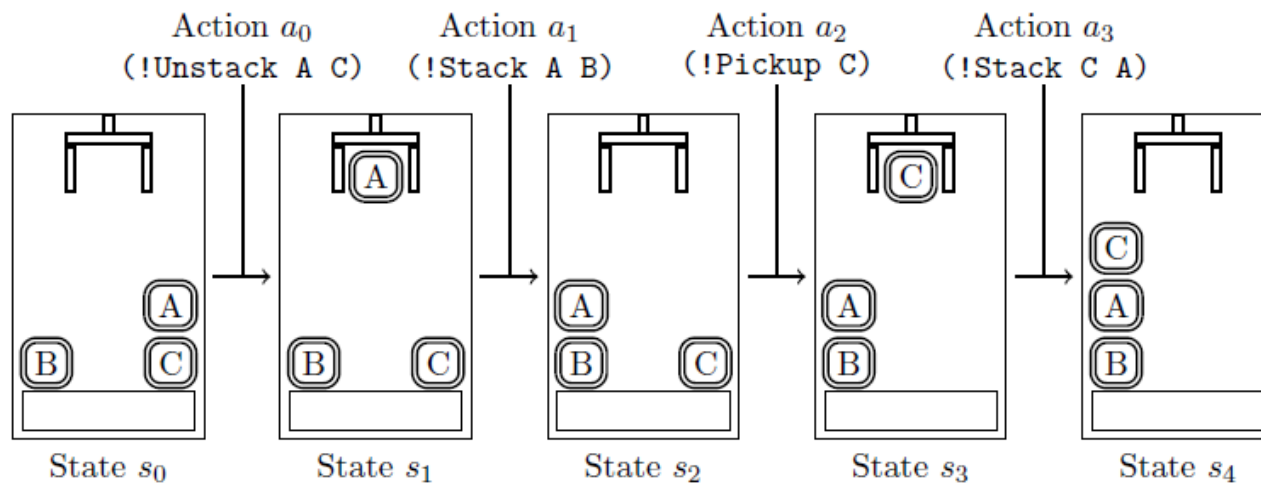 Action a₀ Action a₁ Action a₂ Action a₃
(!Unstack A C) (!Stack A B) (!Pickup C) (!Stack C A)
A C
C
A A A A
B C B C B C B B
State s₀ State s₁ State s₂ State s₃ State s₄